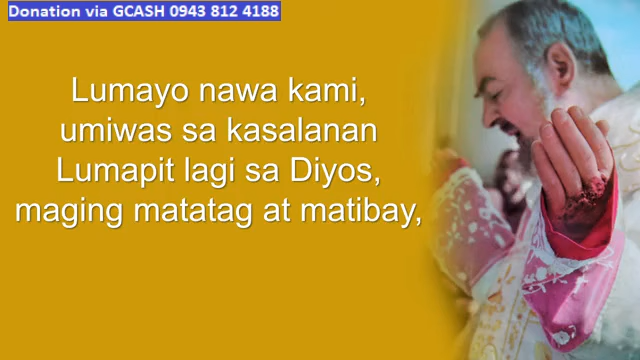 Donation via GCASH 0943 812 4188
Lumayo nawa kami,
umiwas sa kasalanan
Lumapit lagi sa Diyos,
maging matatag at matibay,